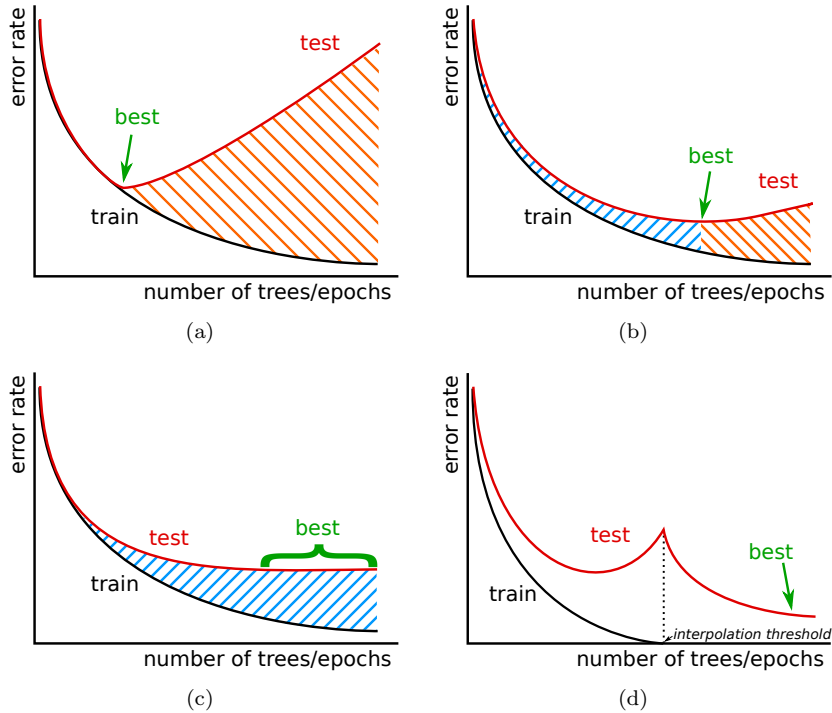 error rate
test
best
train
number of trees/epochs
(a)
error rate
best
test
train
number of trees/epochs
(b)
error rate
test
best
train
number of trees/epochs
(c)
error rate
test
best
train
interpolation threshold
number of trees/epochs
(d)